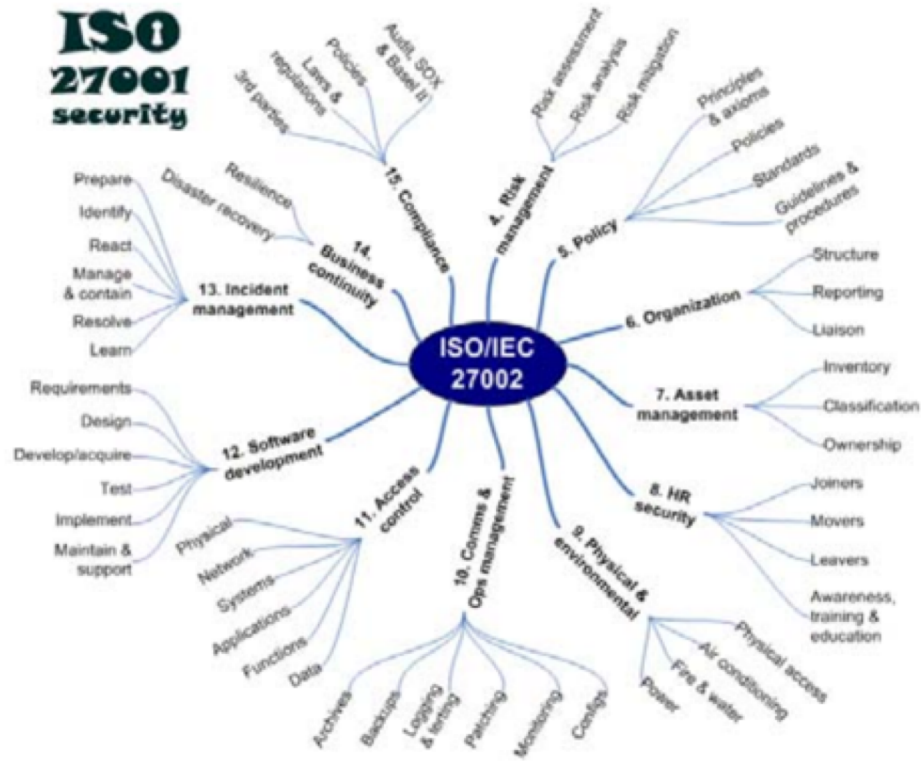 ISO
27001
security
ISO/IEC
27002
4. Risk
management
Risk assessment
Risk analysis
Risk mitigation
5. Policy
Principles
& axioms
Policies
Standards
Guidelines &
procedures
6. Organization
Structure
Reporting
Liaison
7. Asset
management
Inventory
Classification
Ownership
8. HR
security
Joiners
Movers
Leavers
Awareness,
training &
education
9. Physical &
environmental
Physical access
Air conditioning
Fire & water
Power
10. Comms &
Ops management
Archives
Backups
Logging
& lerting
Patching
Monitoring
Configs
11. Access
control
Physical
Network
Systems
Applications
Functions
Data
12. Software
development
Requirements
Design
Develop/acquire
Test
Implement
Maintain &
support
13. Incident
management
Prepare
Identify
React
Manage
& contain
Resolve
Learn
14.
Business
continuity
Resilience
Disaster recovery
15. Compliance
3rd parties
Laws &
regulations
Policies
Audit, SOX
& Basel II